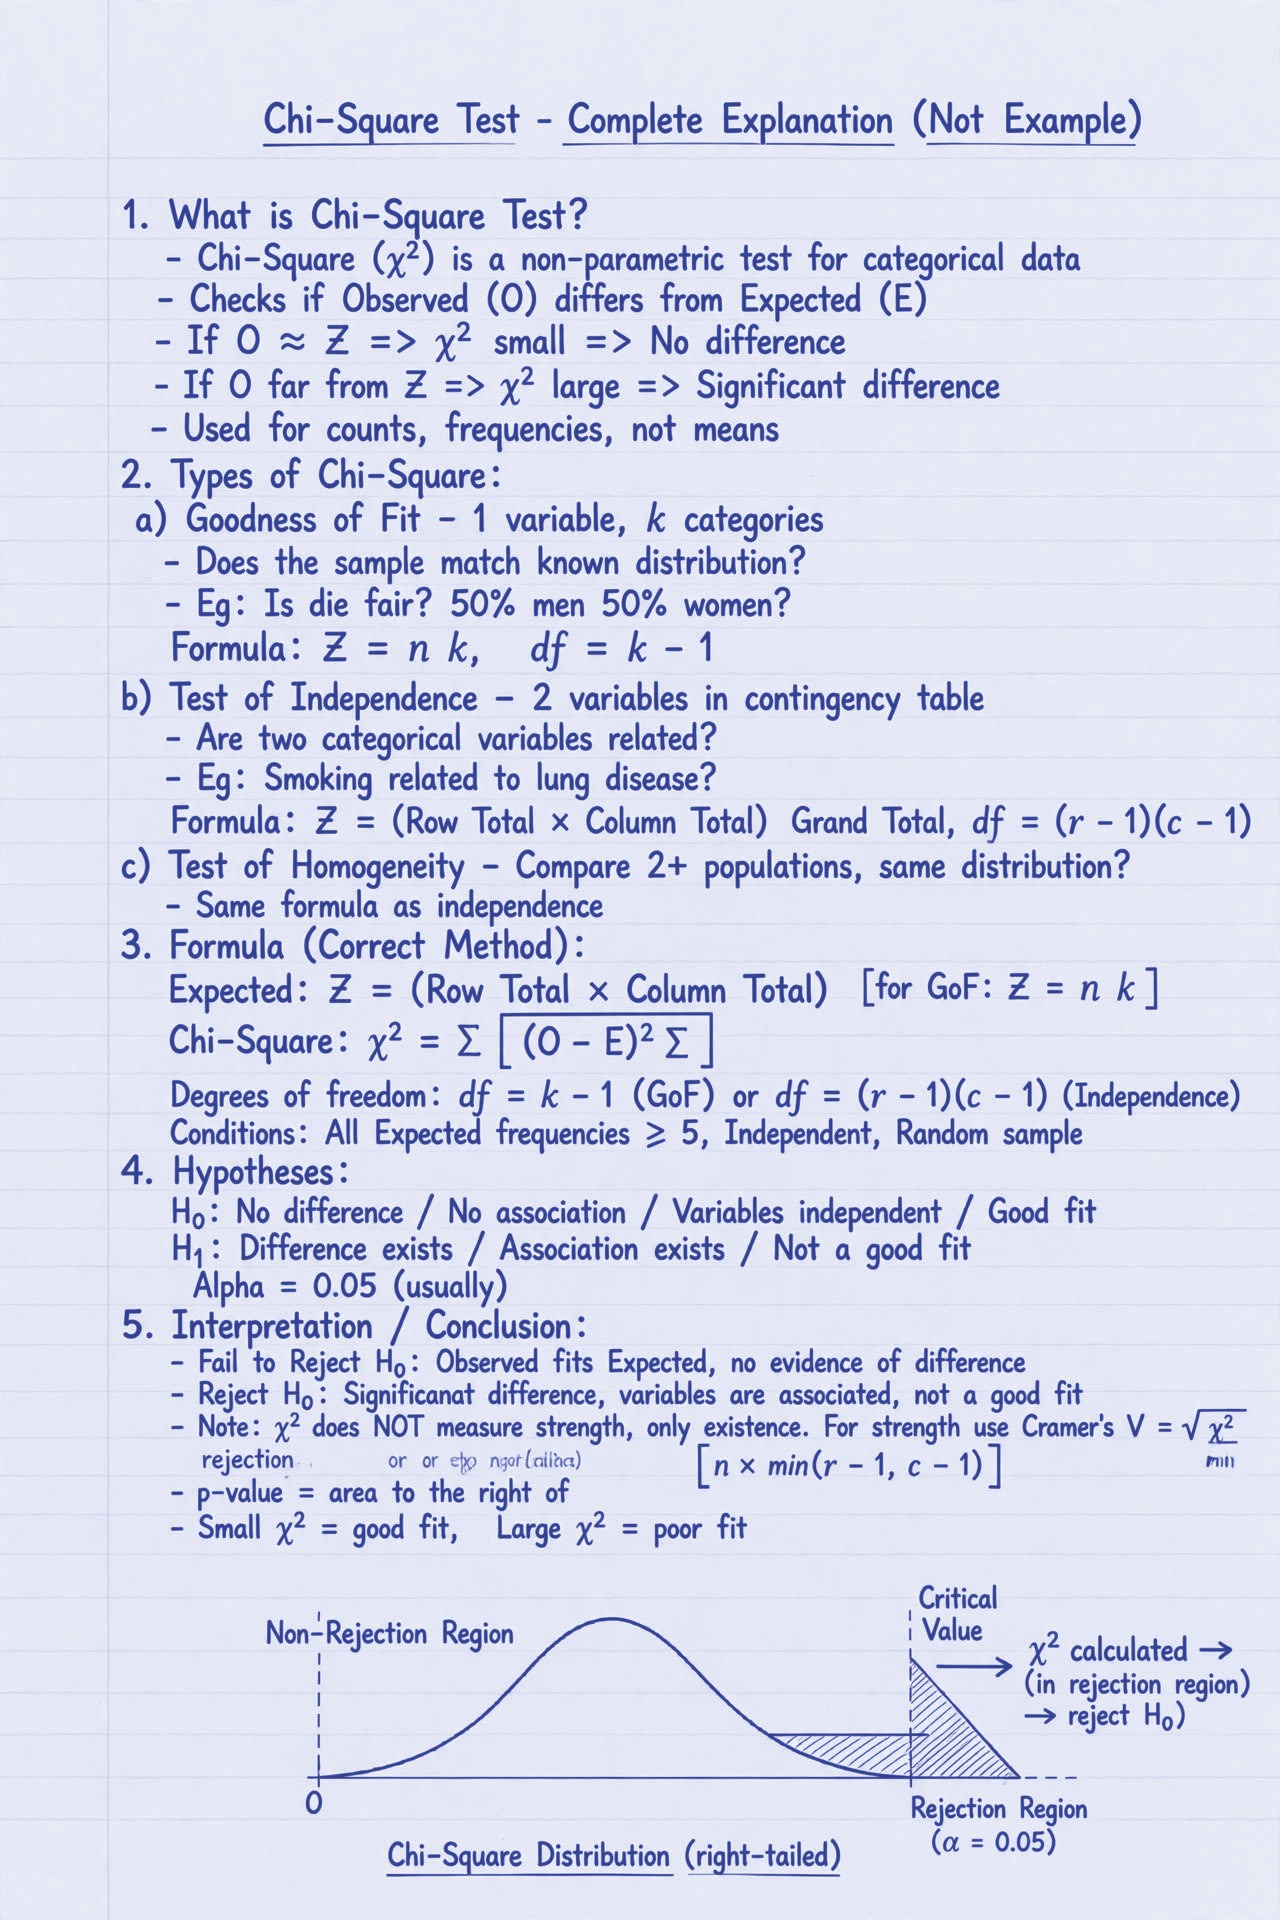 Chi-Square Test - Complete Explanation (Not Example)
1. What is Chi-Square Test?
- Chi-Square (χ²) is a non-parametric test for categorical data
- Checks if Observed (O) differs from Expected (E)
- If O ≈ Ƶ => χ² small => No difference
- If O far from Ƶ => χ² large => Significant difference
- Used for counts, frequencies, not means
2. Types of Chi-Square:
a) Goodness of Fit - 1 variable, k categories
- Does the sample match known distribution?
- Eg: Is die fair? 50% men 50% women?
Formula: Ƶ = n k, df = k - 1
b) Test of Independence - 2 variables in contingency table
- Are two categorical variables related?
- Eg: Smoking related to lung disease?
Formula: Ƶ = (Row Total × Column Total) Grand Total, df = (r - 1)(c - 1)
c) Test of Homogeneity - Compare 2+ populations, same distribution?
- Same formula as independence
3. Formula (Correct Method):
Expected: Ƶ = (Row Total × Column Total) [for GoF: Ƶ = n k]
Chi-Square: χ² = Σ [(O - E)² Σ]
Degrees of freedom: df = k - 1 (GoF) or df = (r - 1)(c - 1) (Independence)
Conditions: All Expected frequencies ⩾ 5, Independent, Random sample
4. Hypotheses:
H₀: No difference / No association / Variables independent / Good fit
H₁: Difference exists / Association exists / Not a good fit
Alpha = 0.05 (usually)
5. Interpretation / Conclusion:
- Fail to Reject H₀: Observed fits Expected, no evidence of difference
- Reject H₀: Significanat difference, variables are associated, not a good fit
- Note: χ² does NOT measure strength, only existence. For strength use Cramer's V = √χ²
rejection or or [n × min(r - 1, c - 1)] min
- p-value = area to the right of
- Small χ² = good fit, Large χ² = poor fit
Critical
Value
Non-Rejection Region
χ² calculated →
(in rejection region)
→ reject H₀)
0
Rejection Region
(α = 0.05)
Chi-Square Distribution (right-tailed)